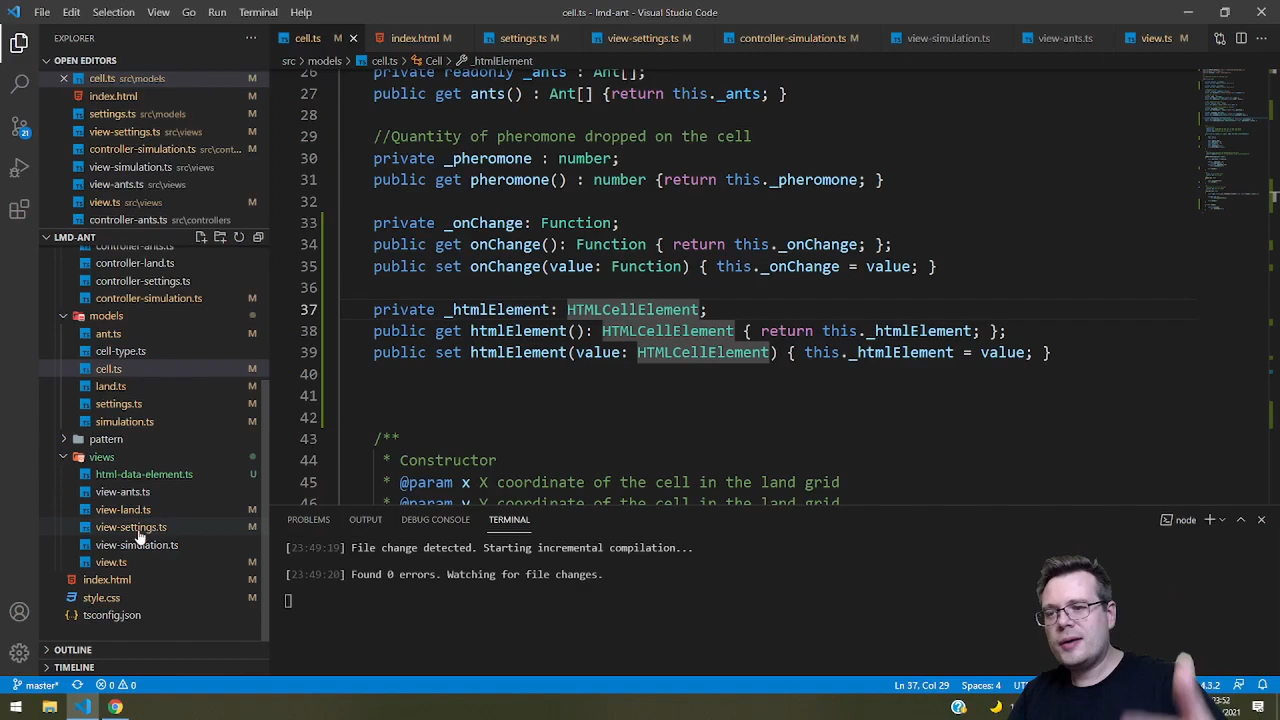 File Edit Selection View Go Run Terminal Help
cell.ts - lmd-ant - Visual Studio Code
EXPLORER
cell.ts
index.html M
settings.ts M
view-settings.ts M
controller-simulation.ts M
view-simulation.ts
view-ants.ts
view.ts M
OPEN EDITORS
src > models > cell.ts > Cell > _htmlElement
cell.ts src\models M
index.html M
settings.ts src\models M
view-settings.ts src\views M
controller-simulation.ts src\cont... M
view-simulation.ts src\views
view-ants.ts src\views
view.ts src\views M
controller-ants.ts src\controllers
21
LMD-ANT
controller-ants.ts
controller-land.ts
controller-settings.ts
controller-simulation.ts M
models
ant.ts M
cell-type.ts
cell.ts M
land.ts M
settings.ts M
simulation.ts M
pattern
views
html-data-element.ts U
view-ants.ts
view-land.ts M
view-settings.ts M
view-simulation.ts
view.ts M
index.html M
style.css M
tsconfig.json
OUTLINE
TIMELINE
26 private readonly _ants : Ant[];
27 public get ants() : Ant[] {return this._ants; }
28
29 //Quantity of pherone dropped on the cell
30 private _pheromone : number;
31 public get pheromone() : number {return this._pheromone; }
32
33 private _onChange: Function;
34 public get onChange(): Function { return this._onChange; };
35 public set onChange(value: Function) { this._onChange = value; }
36
37 private _htmlElement: HTMLCellElement;
38 public get htmlElement(): HTMLCellElement { return this._htmlElement; };
39 public set htmlElement(value: HTMLCellElement) { this._htmlElement = value; }
40
41
42
43 /**
44 * Constructor
45 * @param x X coordinate of the cell in the land grid
46 * @param y Y coordinate of the cell in the land grid
PROBLEMS OUTPUT DEBUG CONSOLE TERMINAL
node
[23:49:19] File change detected. Starting incremental compilation...
[23:49:20] Found 0 errors. Watching for file changes.
master* 0 0
Ln 37, Col 29 Spaces: 4
4.3.2